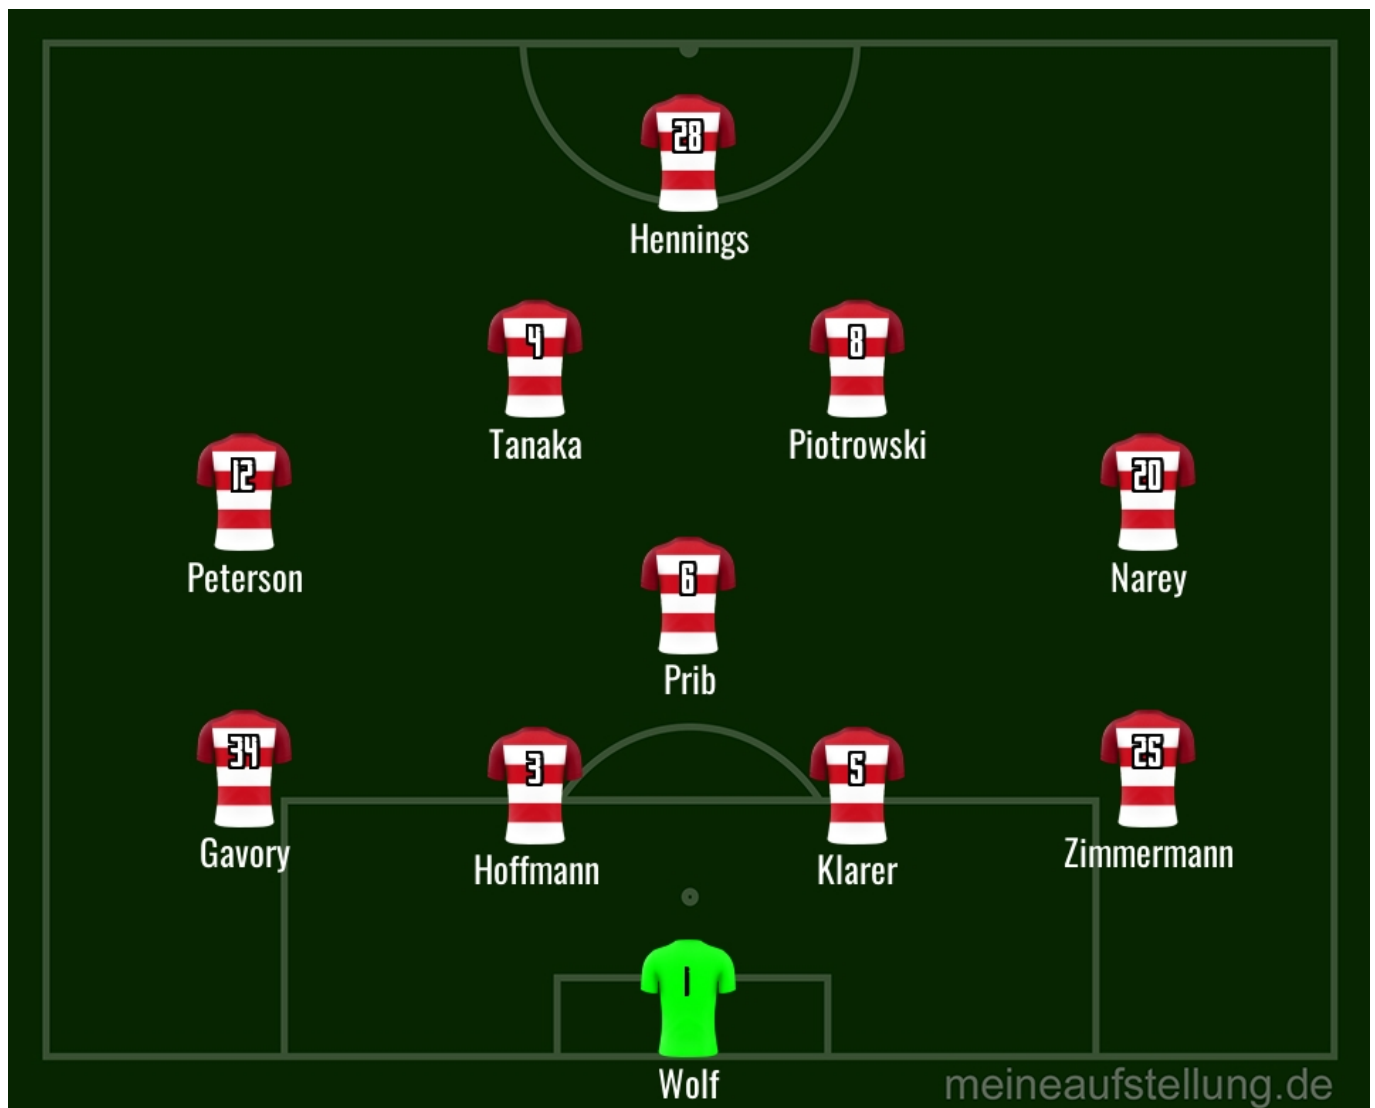 28
Hennings
4
Tanaka
8
Piotrowski
12
Peterson
20
Narey
6
Prib
34
Gavory
3
Hoffmann
5
Klarer
25
Zimmermann
1
Wolf
meineaufstellung.de